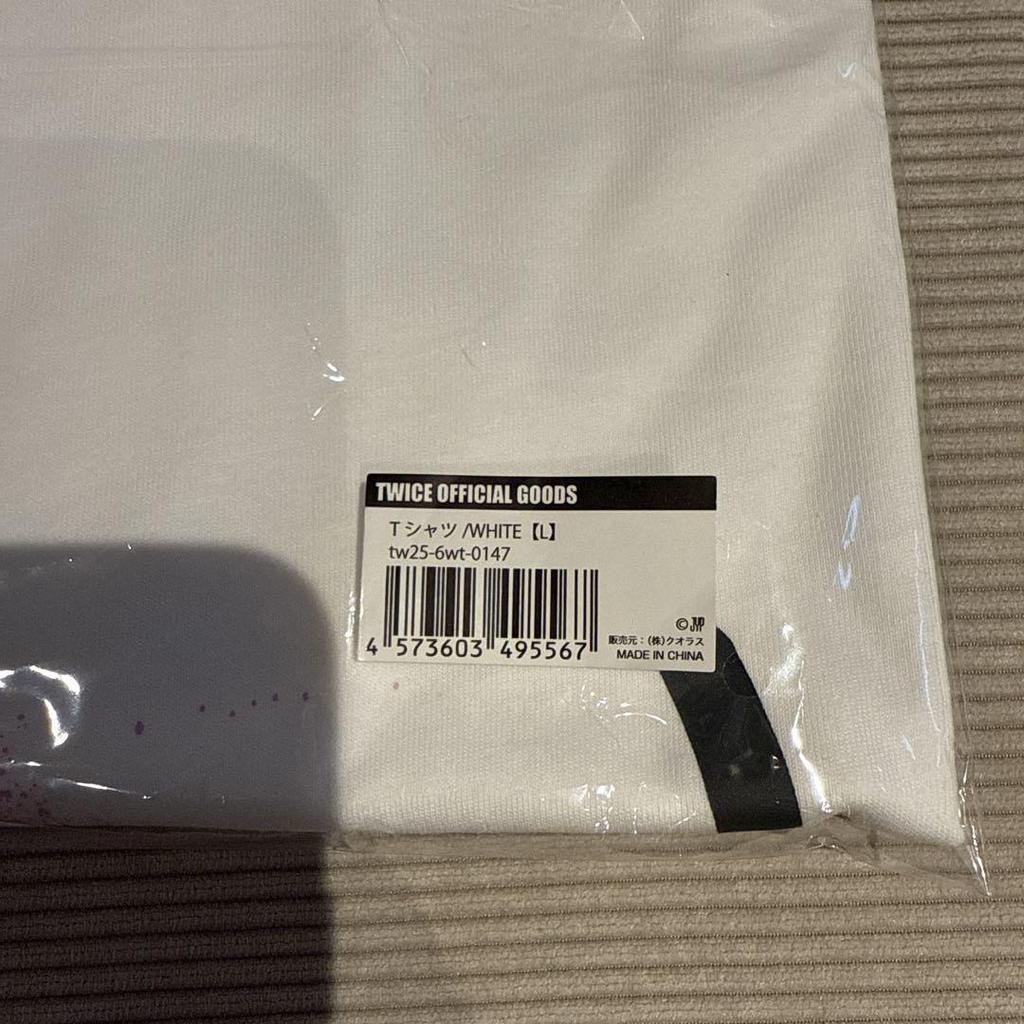 TWICE OFFICIAL GOODS
Tシャツ /WHITE【L】
tw25-6wt-0147
4 573603 495567
© JYP
販売元：(株)クオラス
MADE IN CHINA